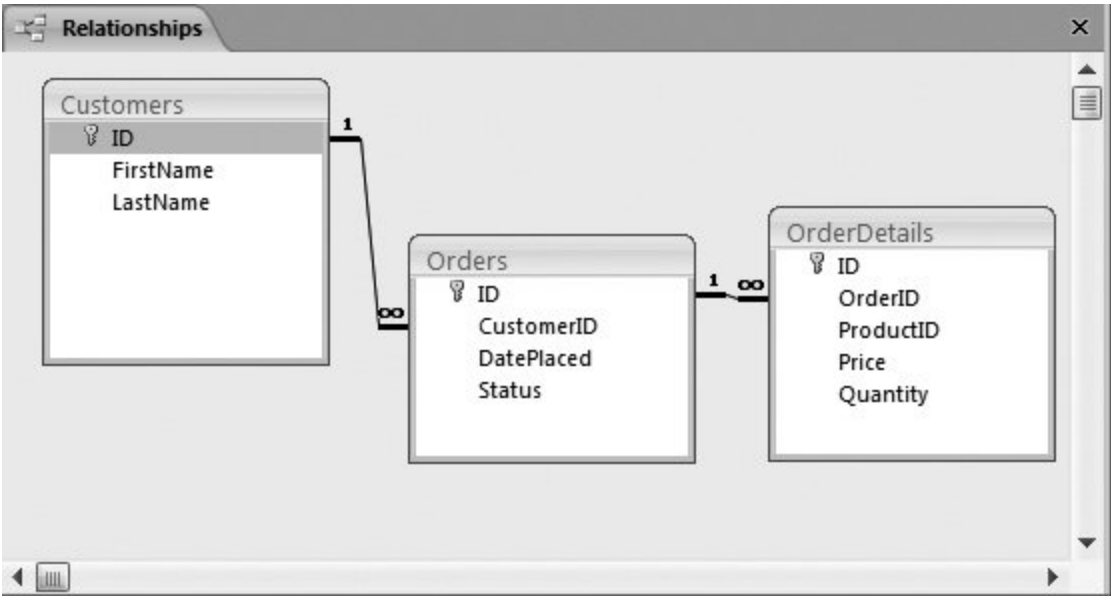 Relationships
Customers
ID
FirstName
LastName
1
∞
Orders
ID
CustomerID
DatePlaced
Status
1
∞
OrderDetails
ID
OrderID
ProductID
Price
Quantity